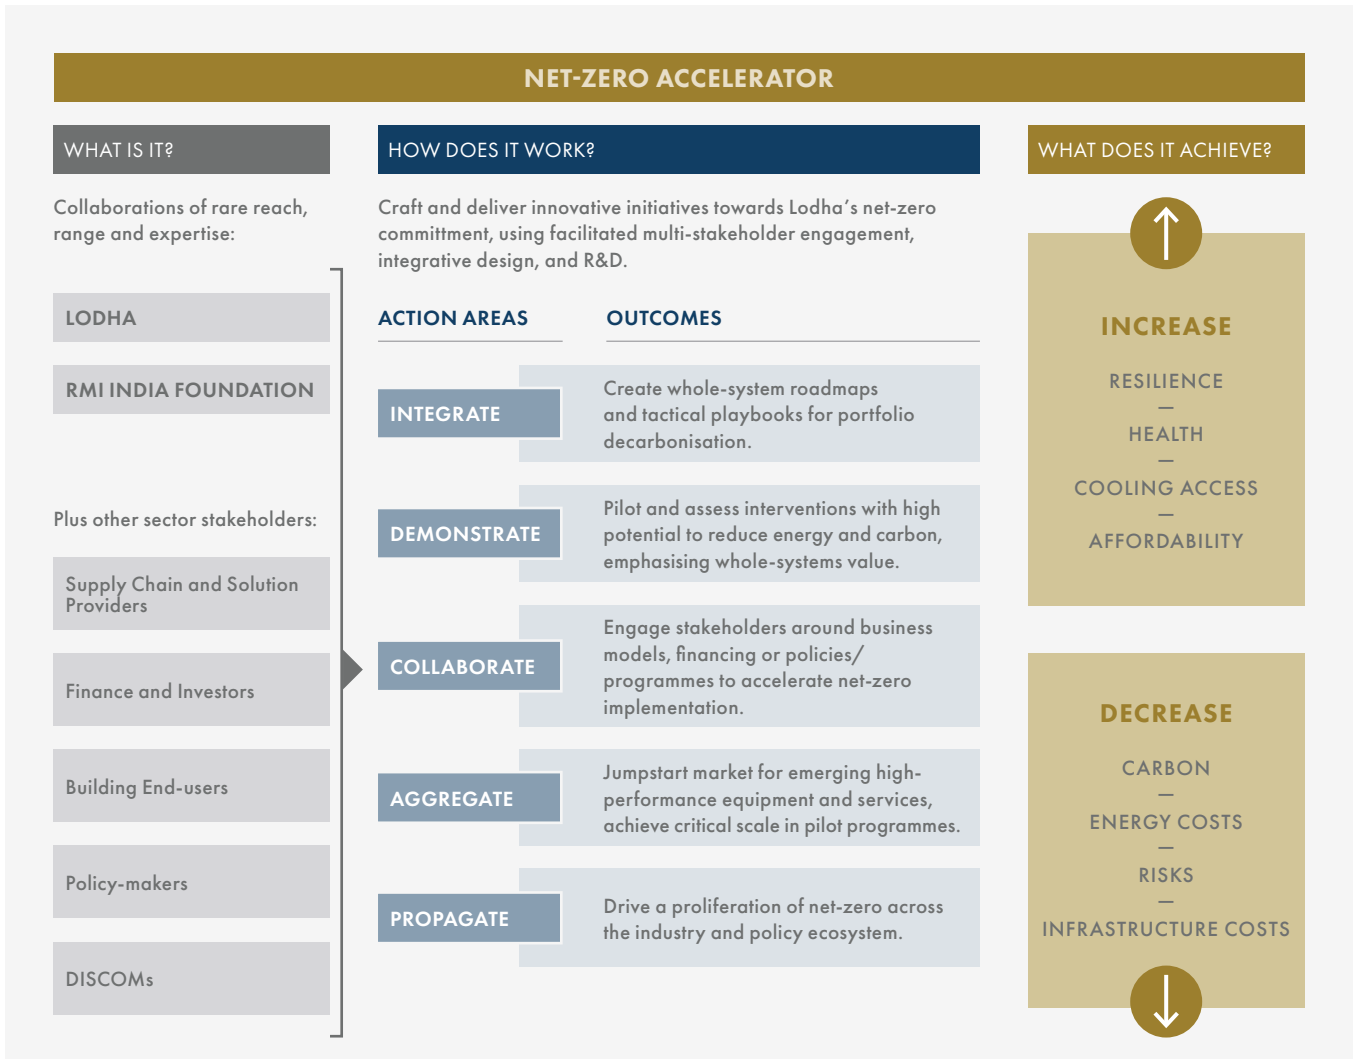 NET-ZERO ACCELERATOR
WHAT IS IT?
Collaborations of rare reach,
range and expertise:
LODHA
RMI INDIA FOUNDATION
Plus other sector stakeholders:
Supply Chain and Solution
Providers
Finance and Investors
Building End-users
Policy-makers
DISCOMs
HOW DOES IT WORK?
Craft and deliver innovative initiatives towards Lodha's net-zero
committment, using facilitated multi-stakeholder engagement,
integrative design, and R&D.
ACTION AREAS
OUTCOMES
INTEGRATE
Create whole-system roadmaps
and tactical playbooks for portfolio
decarbonisation.
DEMONSTRATE
Pilot and assess interventions with high
potential to reduce energy and carbon,
emphasising whole-systems value.
COLLABORATE
Engage stakeholders around business
models, financing or policies/
programmes to accelerate net-zero
implementation.
AGGREGATE
Jumpstart market for emerging high-
performance equipment and services,
achieve critical scale in pilot programmes.
PROPAGATE
Drive a proliferation of net-zero across
the industry and policy ecosystem.
WHAT DOES IT ACHIEVE?
INCREASE
RESILIENCE
—
HEALTH
—
COOLING ACCESS
—
AFFORDABILITY
DECREASE
CARBON
—
ENERGY COSTS
—
RISKS
—
INFRASTRUCTURE COSTS